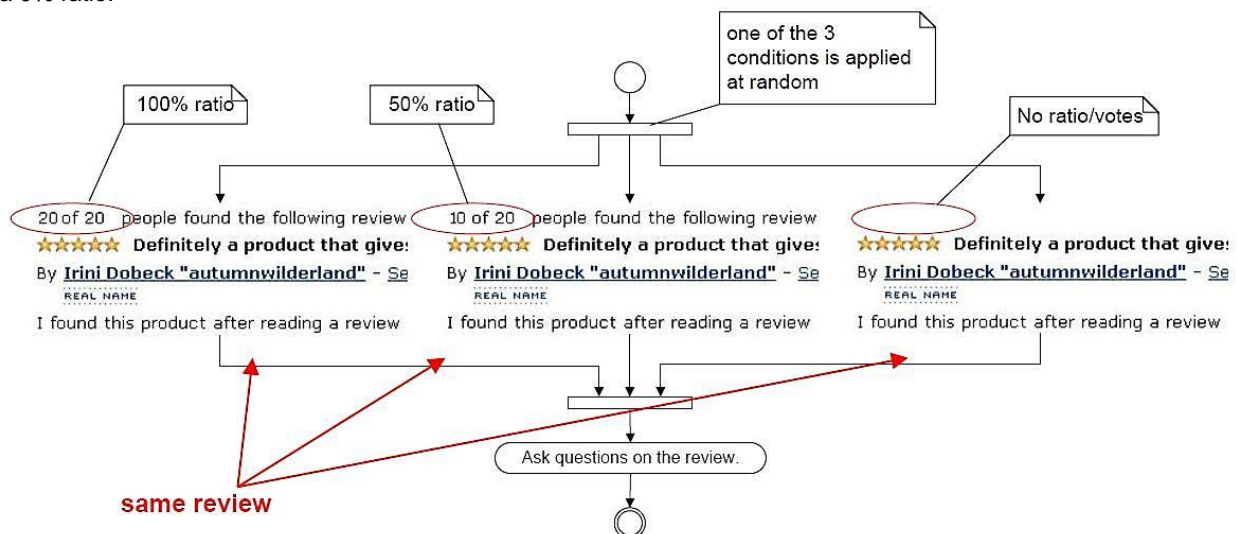 one of the 3
conditions is applied
at random
100% ratio
50% ratio
No ratio/votes
20 of 20 people found the following review
Definitely a product that gives
By Irini Dobeck "autumnwilderland" - Se
REAL NAME
I found this product after reading a review
10 of 20 people found the following review
Definitely a product that gives
By Irini Dobeck "autumnwilderland" - Se
REAL NAME
I found this product after reading a review
Definitely a product that gives
By Irini Dobeck "autumnwilderland" - Se
REAL NAME
I found this product after reading a review
Ask questions on the review.
same review